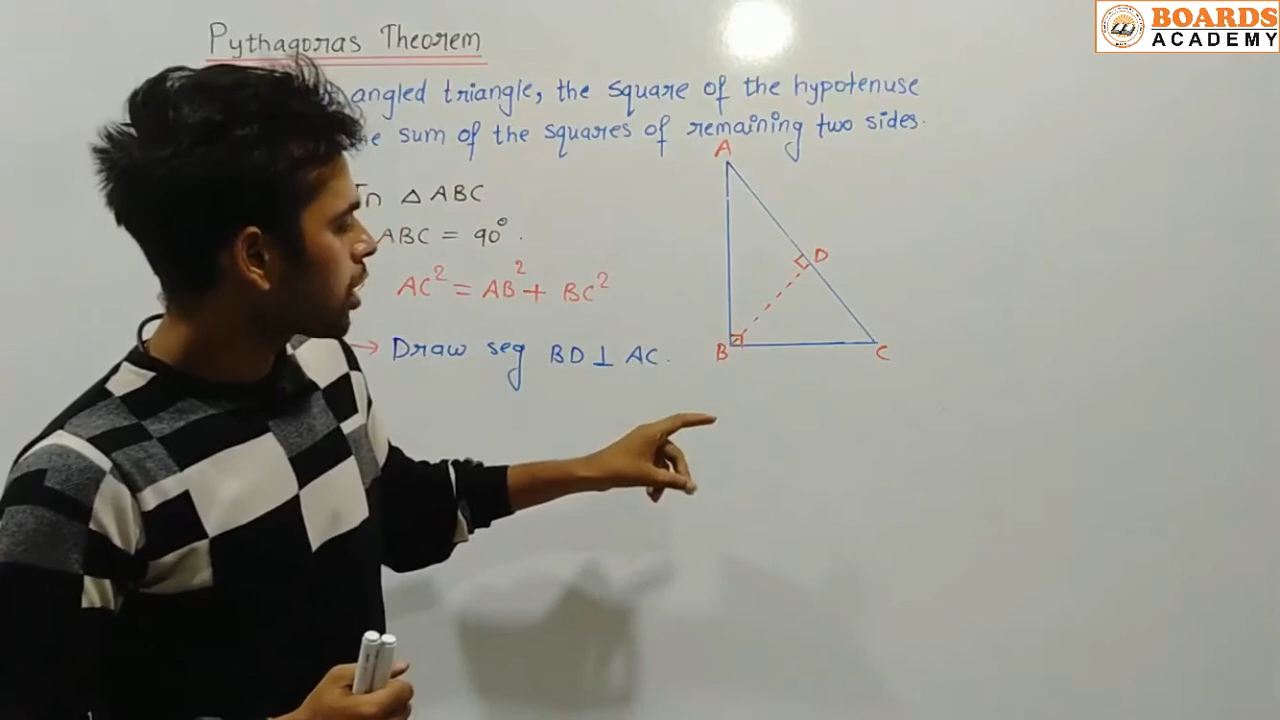 BOARDS
ACADEMY
Pythagoras Theorem
angled triangle, the square of the hypotenuse
sum of the squares of remaining two sides.
In △ ABC
ABC = 90°.
AC² = AB² + BC²
→ Draw seg BD ⊥ AC.
A
D
B
C